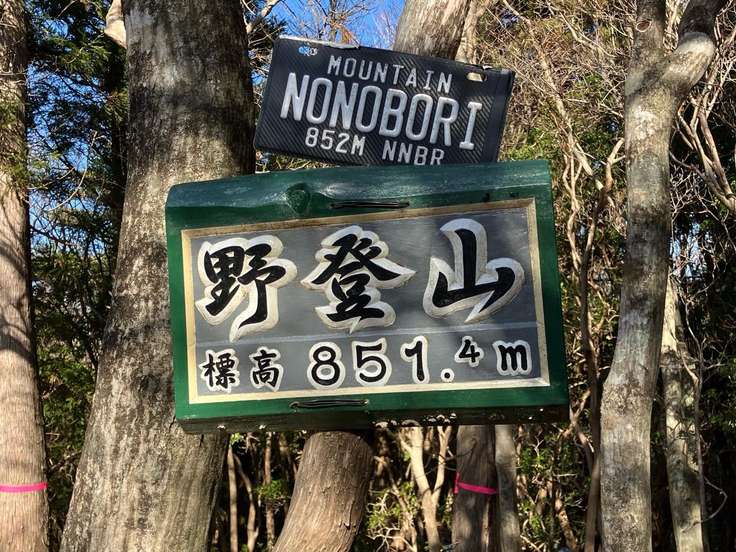 MOUNTAIN
NONOBORI
852M NNBR
野登山
標高 851.4m